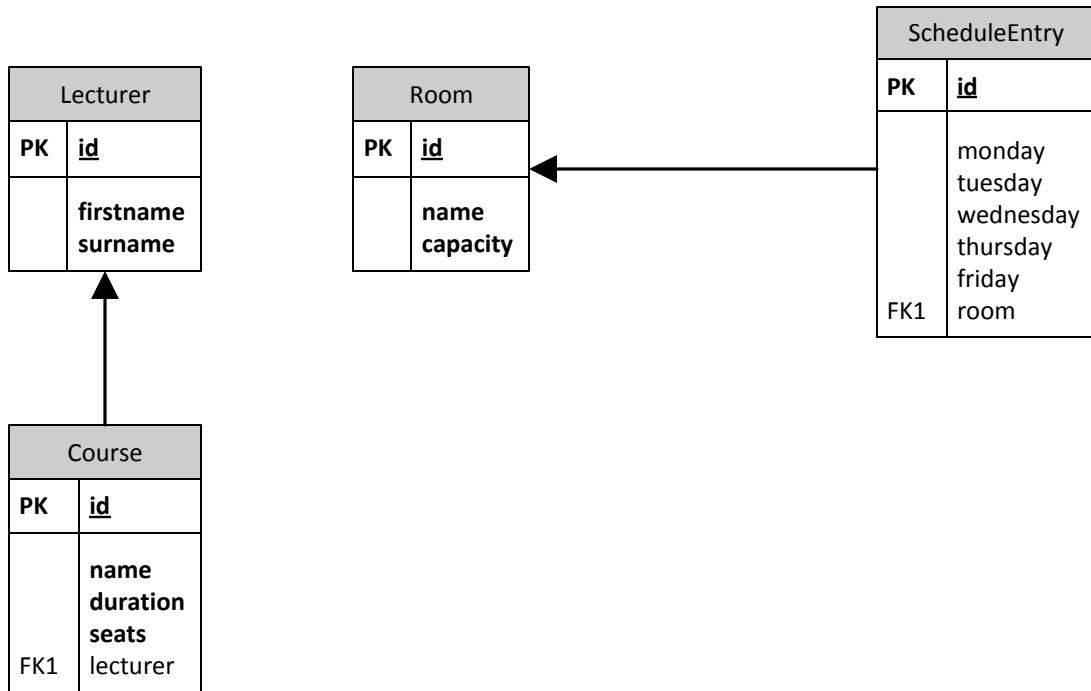 Lecturer
PK id
firstname
surname
Room
PK id
name
capacity
ScheduleEntry
PK id
monday
tuesday
wednesday
thursday
friday
FK1 room
Course
PK id
name
duration
seats
FK1 lecturer